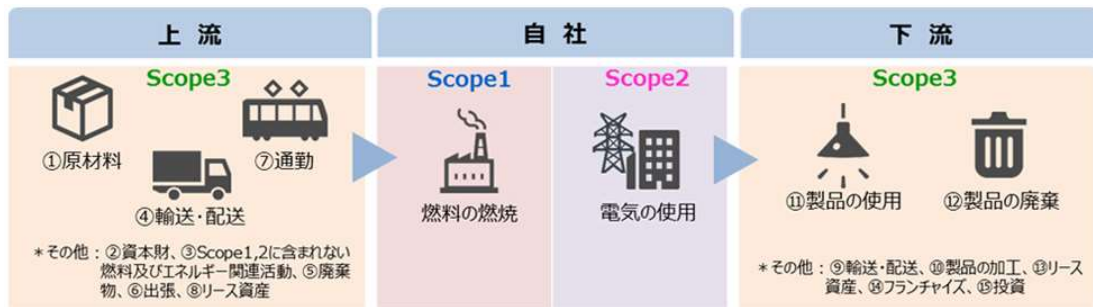 上 流
自 社
下 流
Scope3
①原材料
⑦通勤
④輸送・配送
*その他：②資本財、③Scope1,2に含まれない
燃料及びエネルギー関連活動、⑤廃棄
物、⑥出張、⑧リース資産
Scope1
燃料の燃焼
Scope2
電気の使用
Scope3
⑪製品の使用
⑫製品の廃棄
*その他：⑨輸送・配送、⑩製品の加工、⑬リース
資産、⑭フランチャイズ、⑮投資